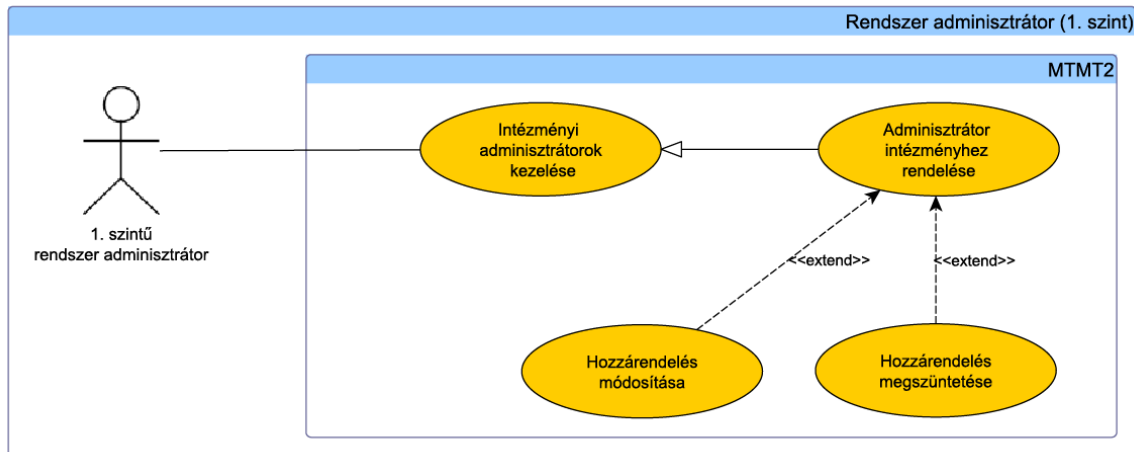 Rendszer adminisztrátor (1. szint)
MTMT2
Intézményi
adminisztrátorok
kezelése
Adminisztrátor
intézményhez
rendelése
1. szintű
rendszer adminisztrátor
<<extend>>
<<extend>>
Hozzárendelés
módosítása
Hozzárendelés
megszüntetése